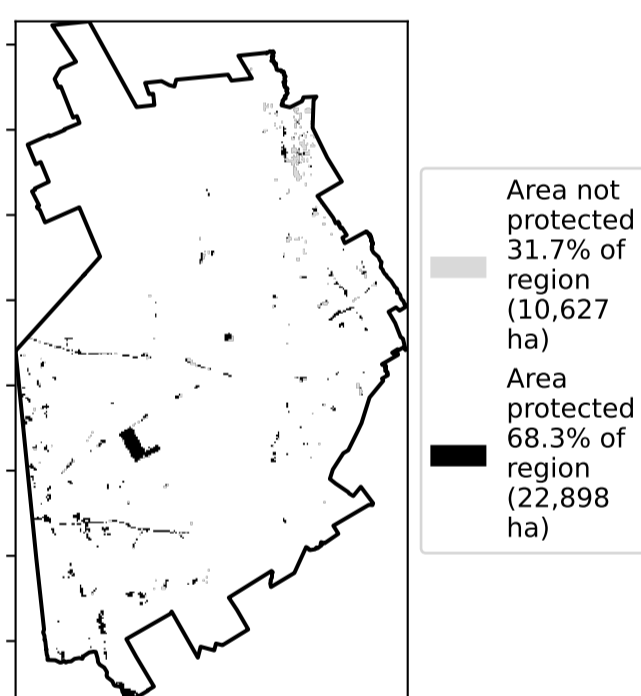 Area not
protected
31.7% of
region
(10,627
ha)
Area
protected
68.3% of
region
(22,898
ha)